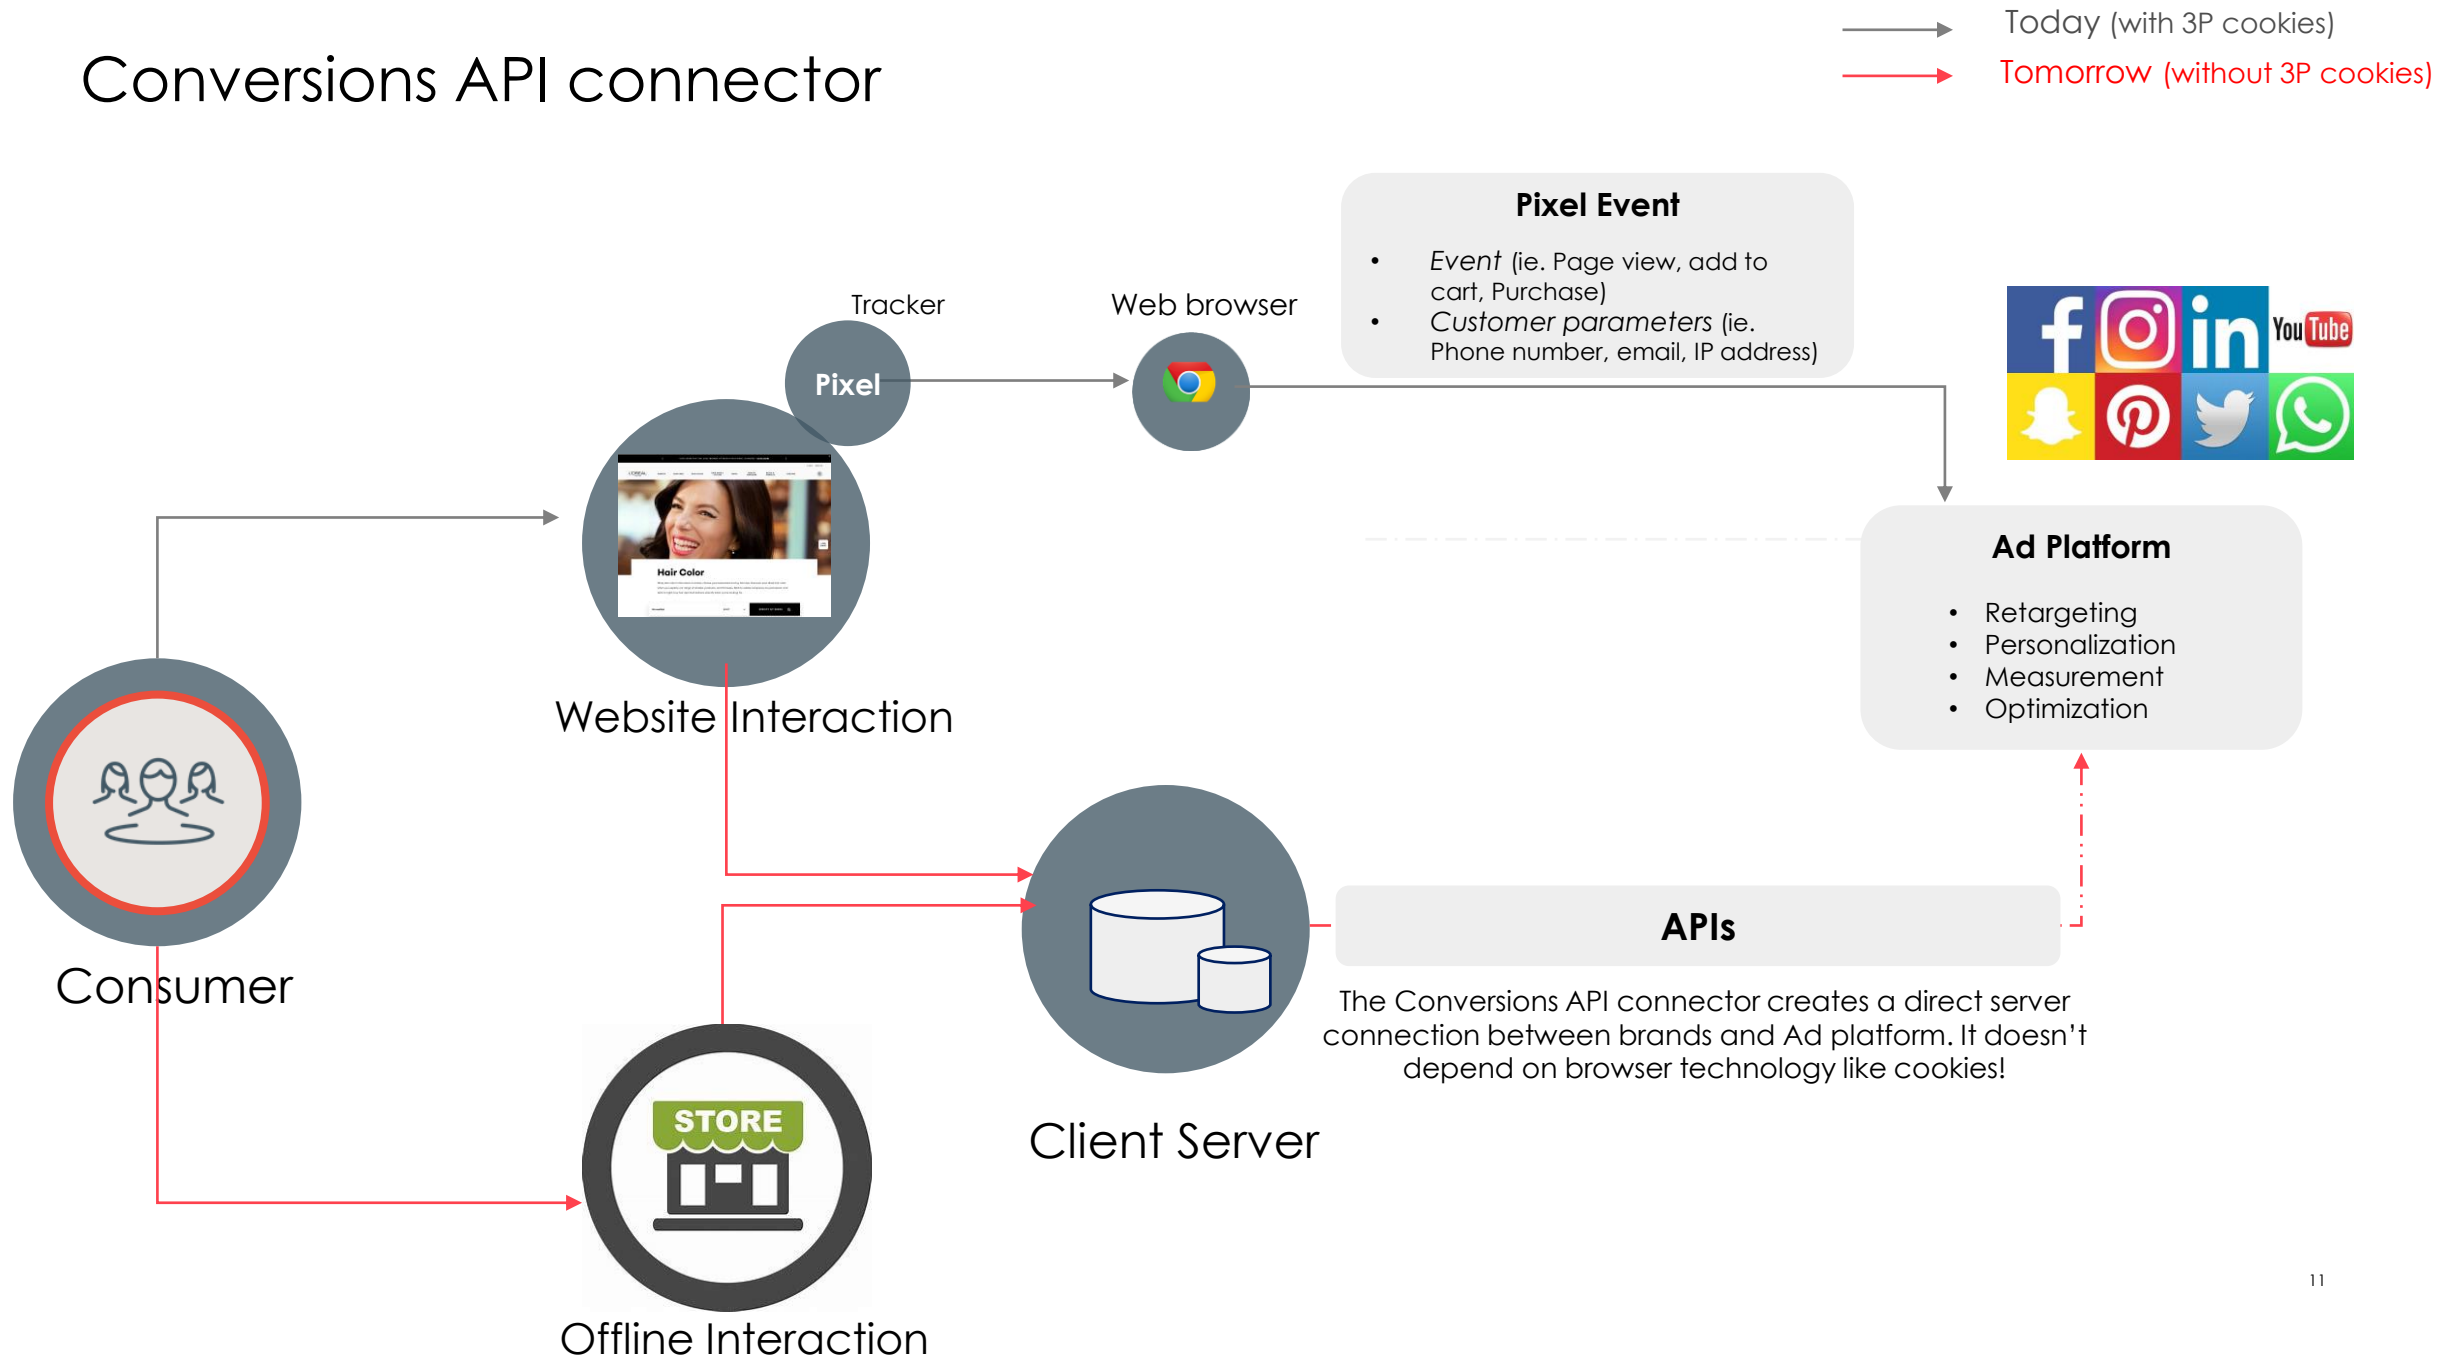 Today (with 3P cookies)
Tomorrow (without 3P cookies)
Conversions API connector
Pixel Event
• Event (ie. Page view, add to
cart, Purchase)
• Customer parameters (ie.
Phone number, email, IP address)
Tracker
Web browser
Pixel
You Tube
Hair Color
Website Interaction
Ad Platform
• Retargeting
• Personalization
• Measurement
• Optimization
Consumer
APIs
The Conversions API connector creates a direct server
connection between brands and Ad platform. It doesn't
depend on browser technology like cookies!
Client Server
STORE
Offline Interaction
11